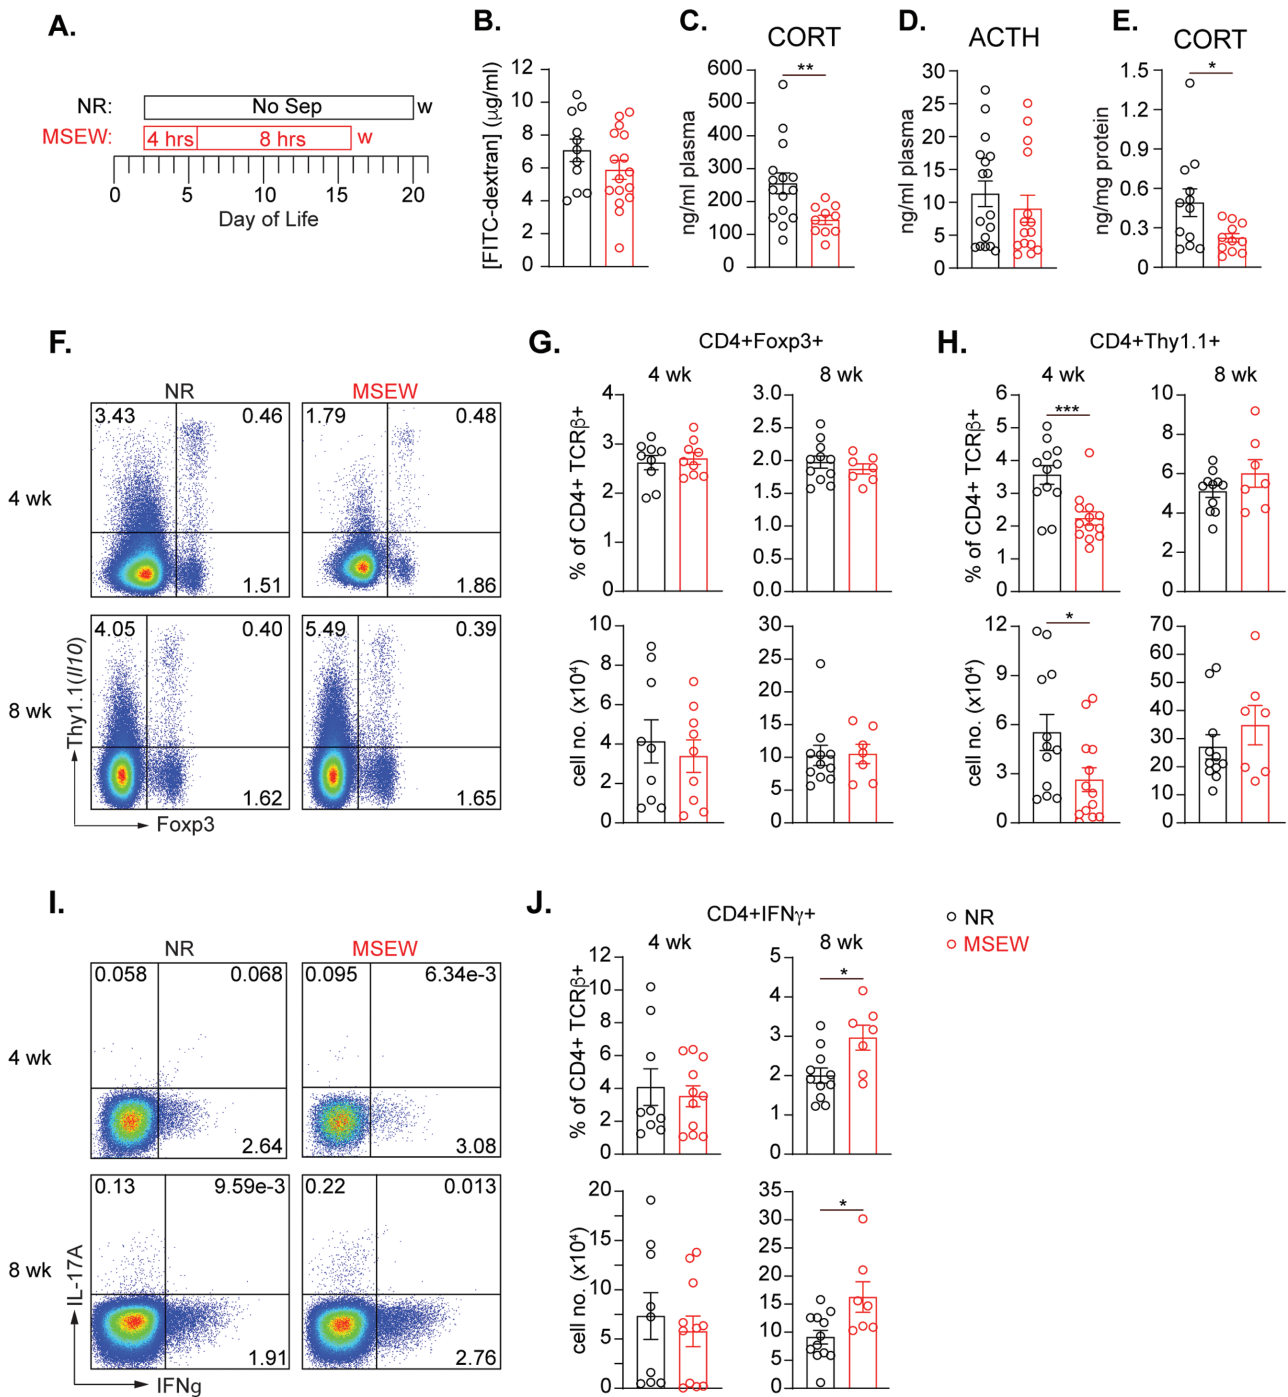 A.
NR: No Sep w
MSEW: 4 hrs 8 hrs w
0 5 10 15 20
Day of Life
B.
[FITC-dextran] (μg/ml)
12
10
8
6
4
2
0
C.
CORT
**
ng/ml plasma
600
500
400
300
200
100
0
D.
ACTH
ng/ml plasma
30
25
20
15
10
5
0
E.
CORT
*
ng/mg protein
1.5
1.2
0.9
0.6
0.3
0
F.
NR MSEW
4 wk
3.43 0.46
1.51
1.79 0.48
1.86
8 wk
4.05 0.40
1.62
5.49 0.39
1.65
Thy1.1(Il10)
Foxp3
G.
CD4+Foxp3+
4 wk 8 wk
% of CD4+ TCRβ+
4
3
2
1
0
3.0
2.5
2.0
1.5
1.0
0.5
0.0
cell no. (x10⁴)
10
8
6
4
2
0
30
25
20
15
10
5
0
H.
CD4+Thy1.1+
4 wk 8 wk
% of CD4+ TCRβ+
***
6
5
4
3
2
1
0
10
8
6
4
2
0
cell no. (x10⁴)
*
12
9
6
3
0
70
60
50
40
30
20
10
0
I.
NR MSEW
4 wk
0.058 0.068
2.64
0.095 6.34e-3
3.08
8 wk
0.13 9.59e-3
1.91
0.22 0.013
2.76
IL-17A
IFNg
J.
CD4+IFNγ+
4 wk 8 wk
% of CD4+ TCRβ+
12
10
8
6
4
2
0
*
5
4
3
2
1
0
cell no. (x10⁴)
20
15
10
5
0
*
35
30
25
20
15
10
5
0
NR
MSEW